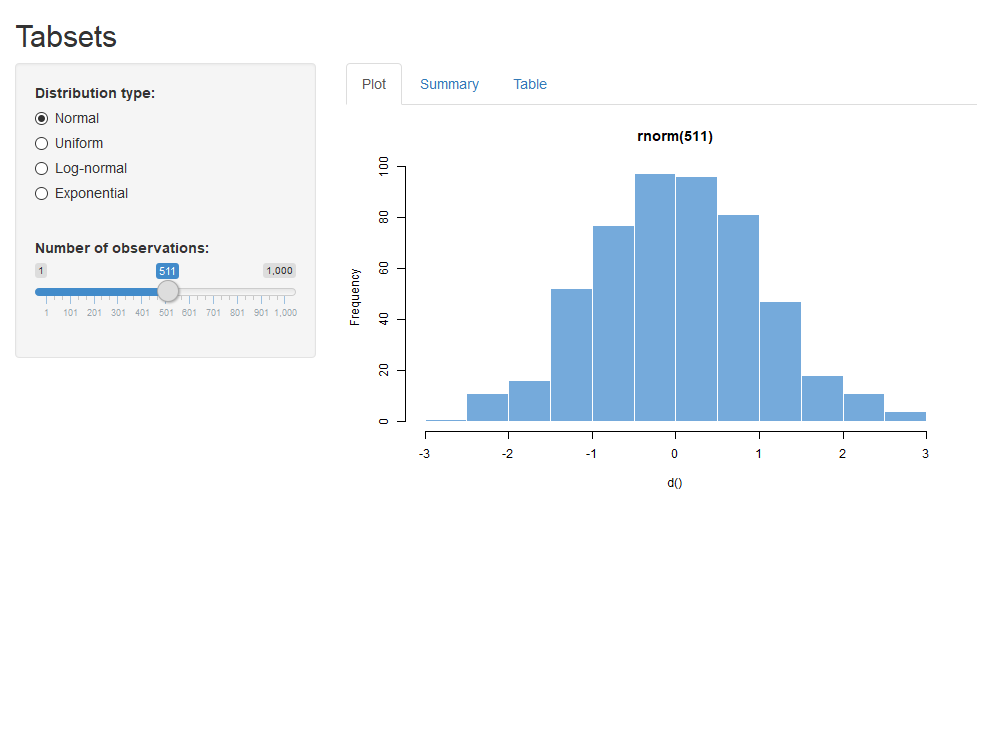 Tabsets
Distribution type:
Normal
Uniform
Log-normal
Exponential
Number of observations:
1 511 1,000
1 101 201 301 401 501 601 701 801 901 1,000
Plot Summary Table
rnorm(511)
Frequency
100
80
60
40
20
0
-3 -2 -1 0 1 2 3
d()